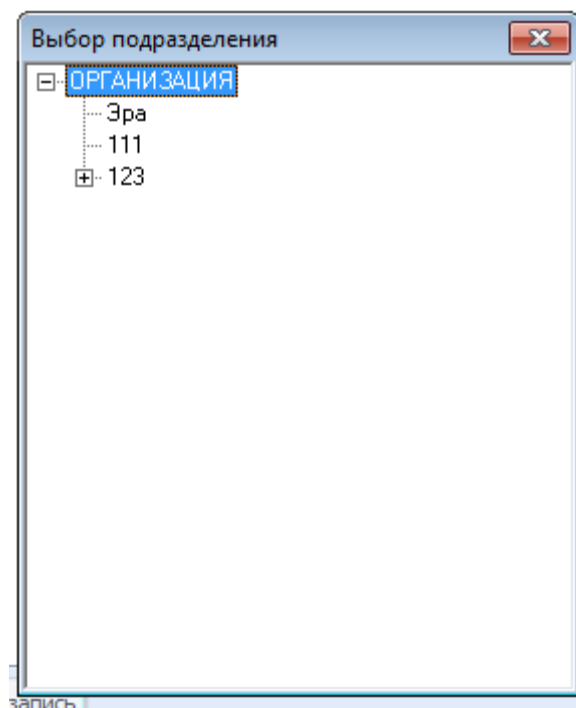 Выбор подразделения
ОРГАНИЗАЦИЯ
Эра
111
123
запись